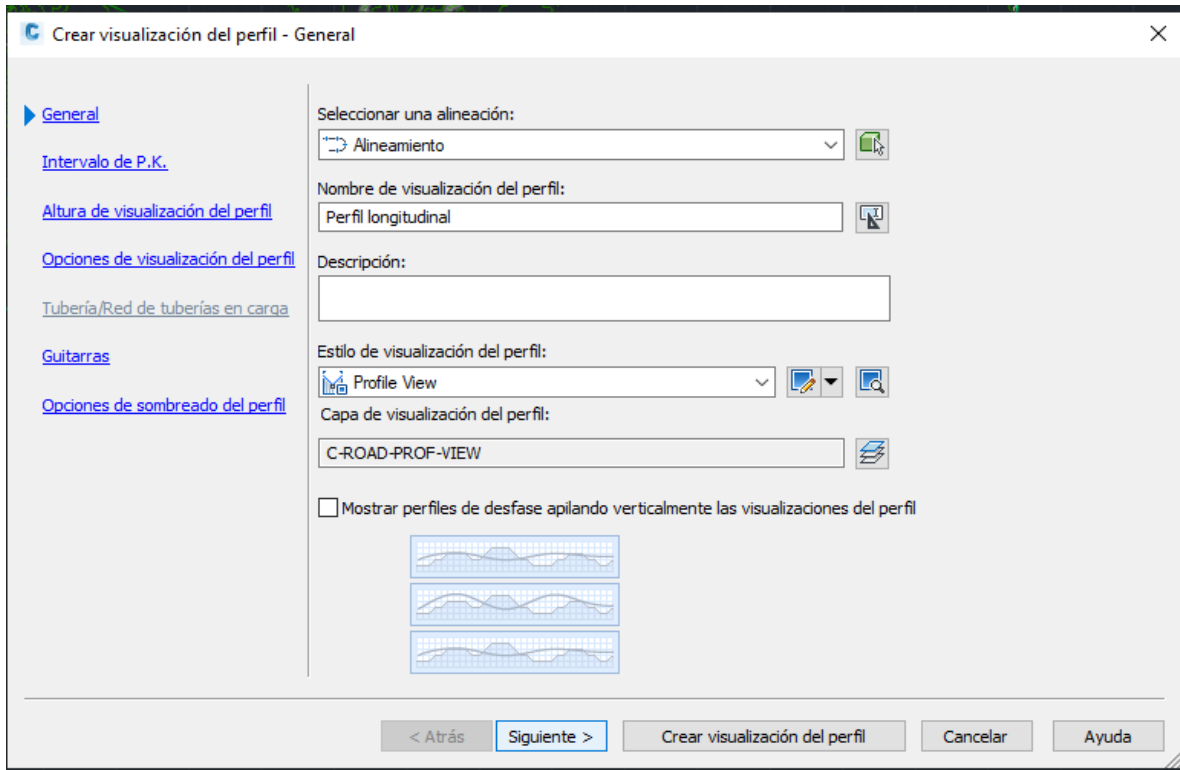 Crear visualización del perfil - General
General
Intervalo de P.K.
Altura de visualización del perfil
Opciones de visualización del perfil
Tubería/Red de tuberías en carga
Guitarras
Opciones de sombreado del perfil
Seleccionar una alineación:
Alineamiento
Nombre de visualización del perfil:
Perfil longitudinal
Descripción:
Estilo de visualización del perfil:
Profile View
Capa de visualización del perfil:
C-ROAD-PROF-VIEW
Mostrar perfiles de desfase apilando verticalmente las visualizaciones del perfil
< Atrás
Siguiente >
Crear visualización del perfil
Cancelar
Ayuda